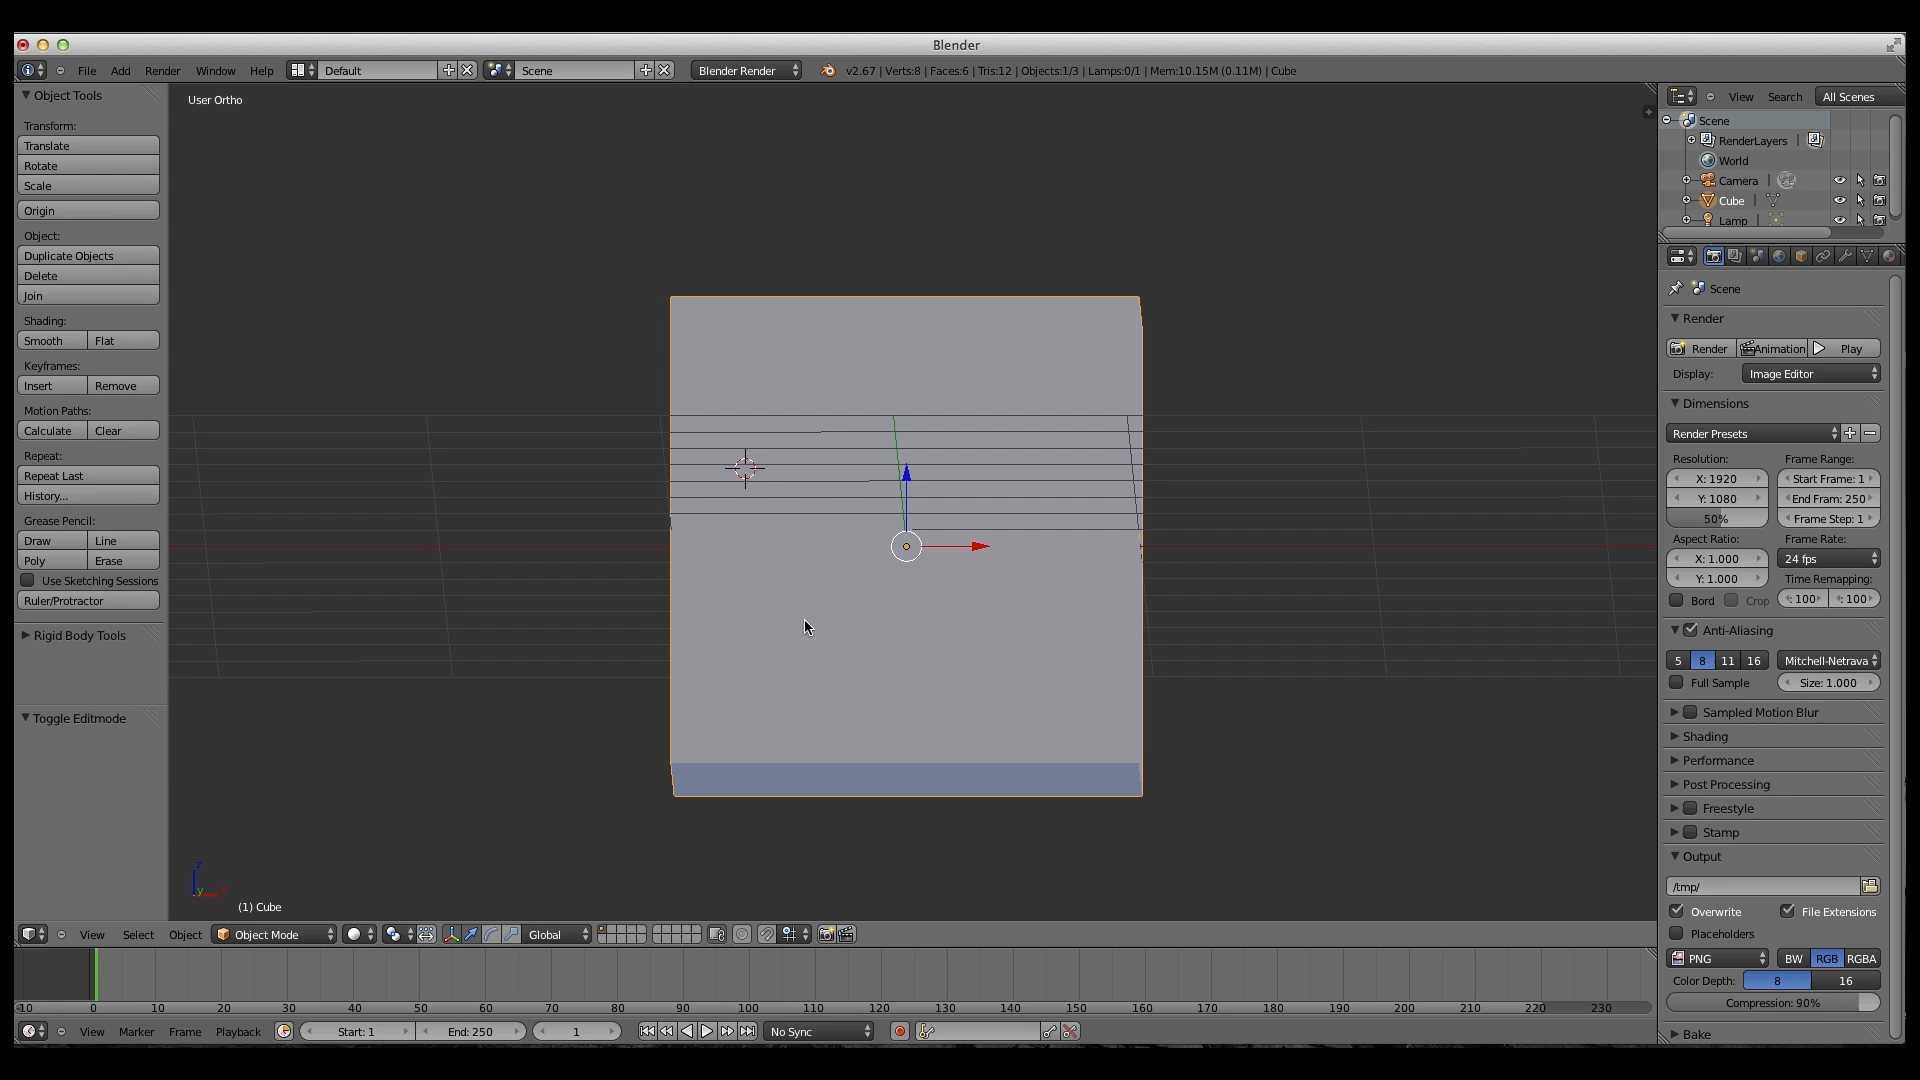 Blender
File Add Render Window Help Default Scene Blender Render v2.67 | Verts:8 | Faces:6 | Tris:12 | Objects:1/3 | Lamps:0/1 | Mem:10.15M (0.11M) | Cube
Object Tools
Transform:
Translate
Rotate
Scale
Origin
Object:
Duplicate Objects
Delete
Join
Shading:
Smooth Flat
Keyframes:
Insert Remove
Motion Paths:
Calculate Clear
Repeat:
Repeat Last
History...
Grease Pencil:
Draw Line
Poly Erase
Use Sketching Sessions
Ruler/Protractor
Rigid Body Tools
Toggle Editmode
User Ortho
z
y
(1) Cube
View Search All Scenes
Scene
RenderLayers |
World
Camera |
Cube |
Lamp |
Scene
Render
Render Animation Play
Display: Image Editor
Dimensions
Render Presets
Resolution: Frame Range:
X: 1920 Start Frame: 1
Y: 1080 End Fram: 250
50% Frame Step: 1
Aspect Ratio: Frame Rate:
X: 1.000 24 fps
Y: 1.000 Time Remapping:
Bord Crop : 100 : 100
Anti-Aliasing
5 8 11 16 Mitchell-Netrava
Full Sample Size: 1.000
Sampled Motion Blur
Shading
Performance
Post Processing
Freestyle
Stamp
Output
/tmp/
Overwrite File Extensions
Placeholders
PNG BW RGB RGBA
Color Depth: 8 16
Compression: 90%
Bake
View Select Object Object Mode Global
-10 0 10 20 30 40 50 60 70 80 90 100 110 120 130 140 150 160 170 180 190 200 210 220 230
View Marker Frame Playback Start: 1 End: 250 1 No Sync